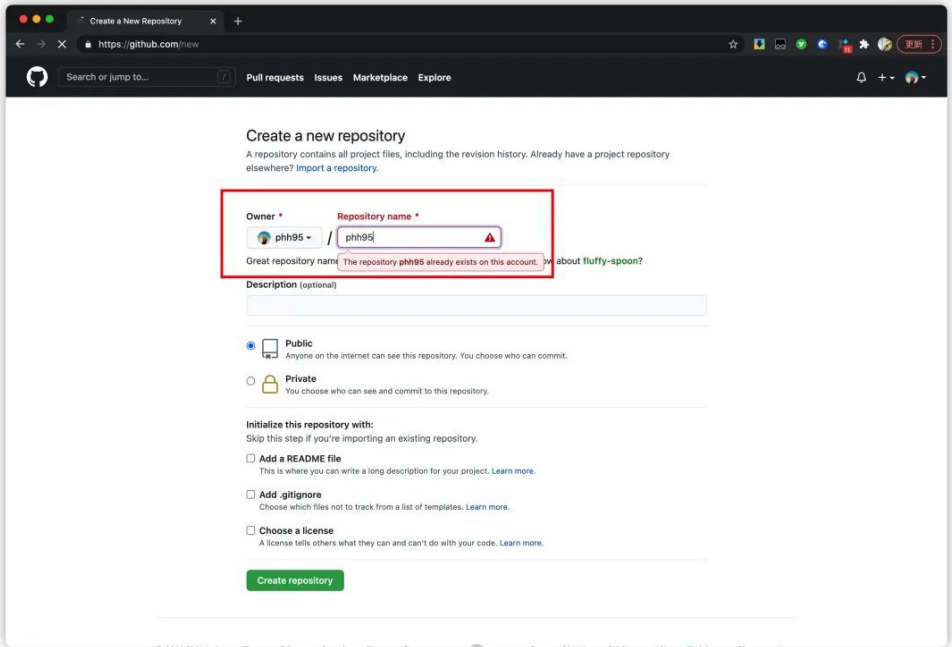 Create a New Repository
https://github.com/new
更新
11
Search or jump to...
/
Pull requests Issues Marketplace Explore
Create a new repository
A repository contains all project files, including the revision history. Already have a project repository
elsewhere? Import a repository.
Owner * Repository name *
phh95 / phh95
Great repository name about fluffy-spoon?
The repository phh95 already exists on this account.
Description (optional)
Public
Anyone on the internet can see this repository. You choose who can commit.
Private
You choose who can see and commit to this repository.
Initialize this repository with:
Skip this step if you're importing an existing repository.
Add a README file
This is where you can write a long description for your project. Learn more.
Add .gitignore
Choose which files not to track from a list of templates. Learn more.
Choose a license
A license tells others what they can and can't do with your code. Learn more.
Create repository